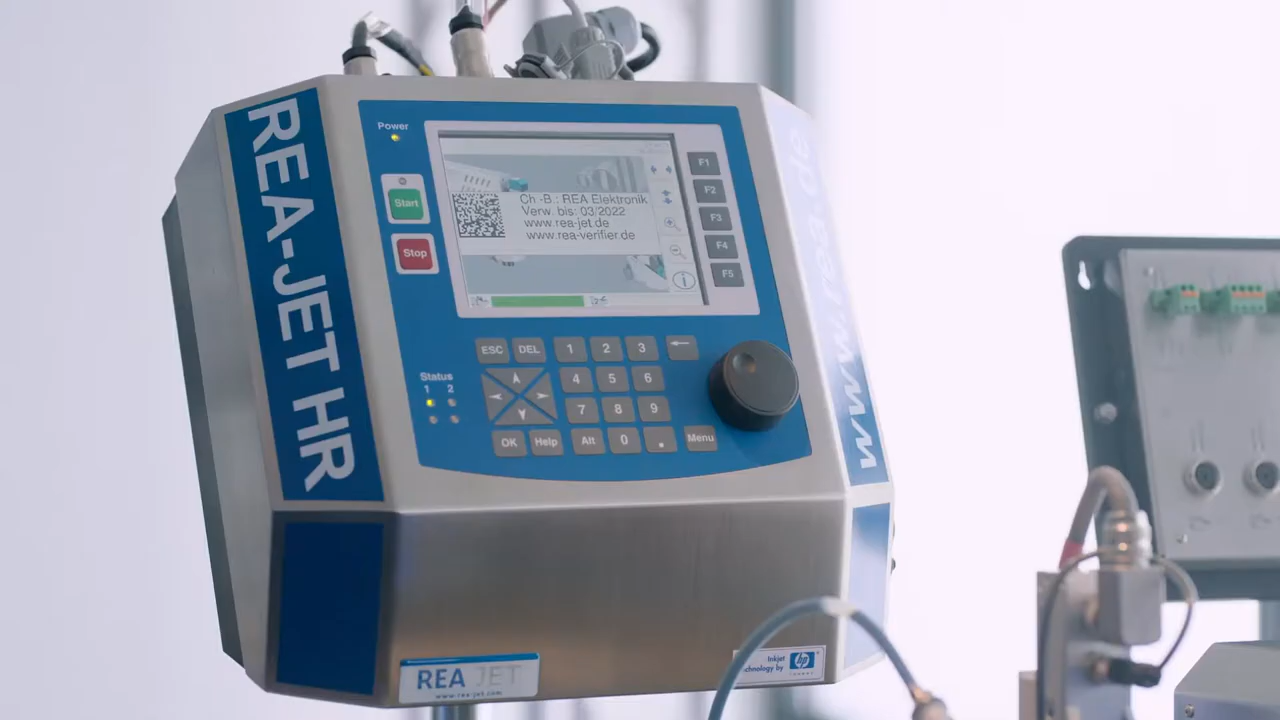 REA-JET HR
Power
Start
Stop
Ch.-B.: REA Elektronik
Verw. bis: 03/2022
www.rea-jet.de
www.rea-verifier.de
F1
F2
F3
F4
F5
ESC DEL 1 2 3
4 5 6
7 8 9
OK Help Alt 0 . Menu
Status
1 2
www.rea.de
REA JET
www.rea-jet.com
Inkjet
technology by
hp